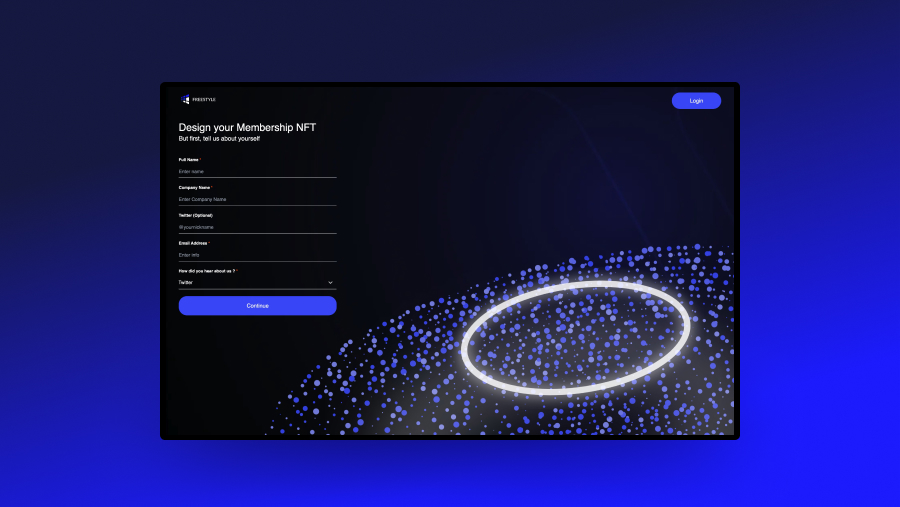 FREESTYLE
Login
Design your Membership NFT
But first, tell us about yourself
Full Name *
Enter name
Company Name *
Enter Company Name
Twitter (Optional)
@yournickname
Email Address *
Enter info
How did you hear about us ? *
Twitter
Continue